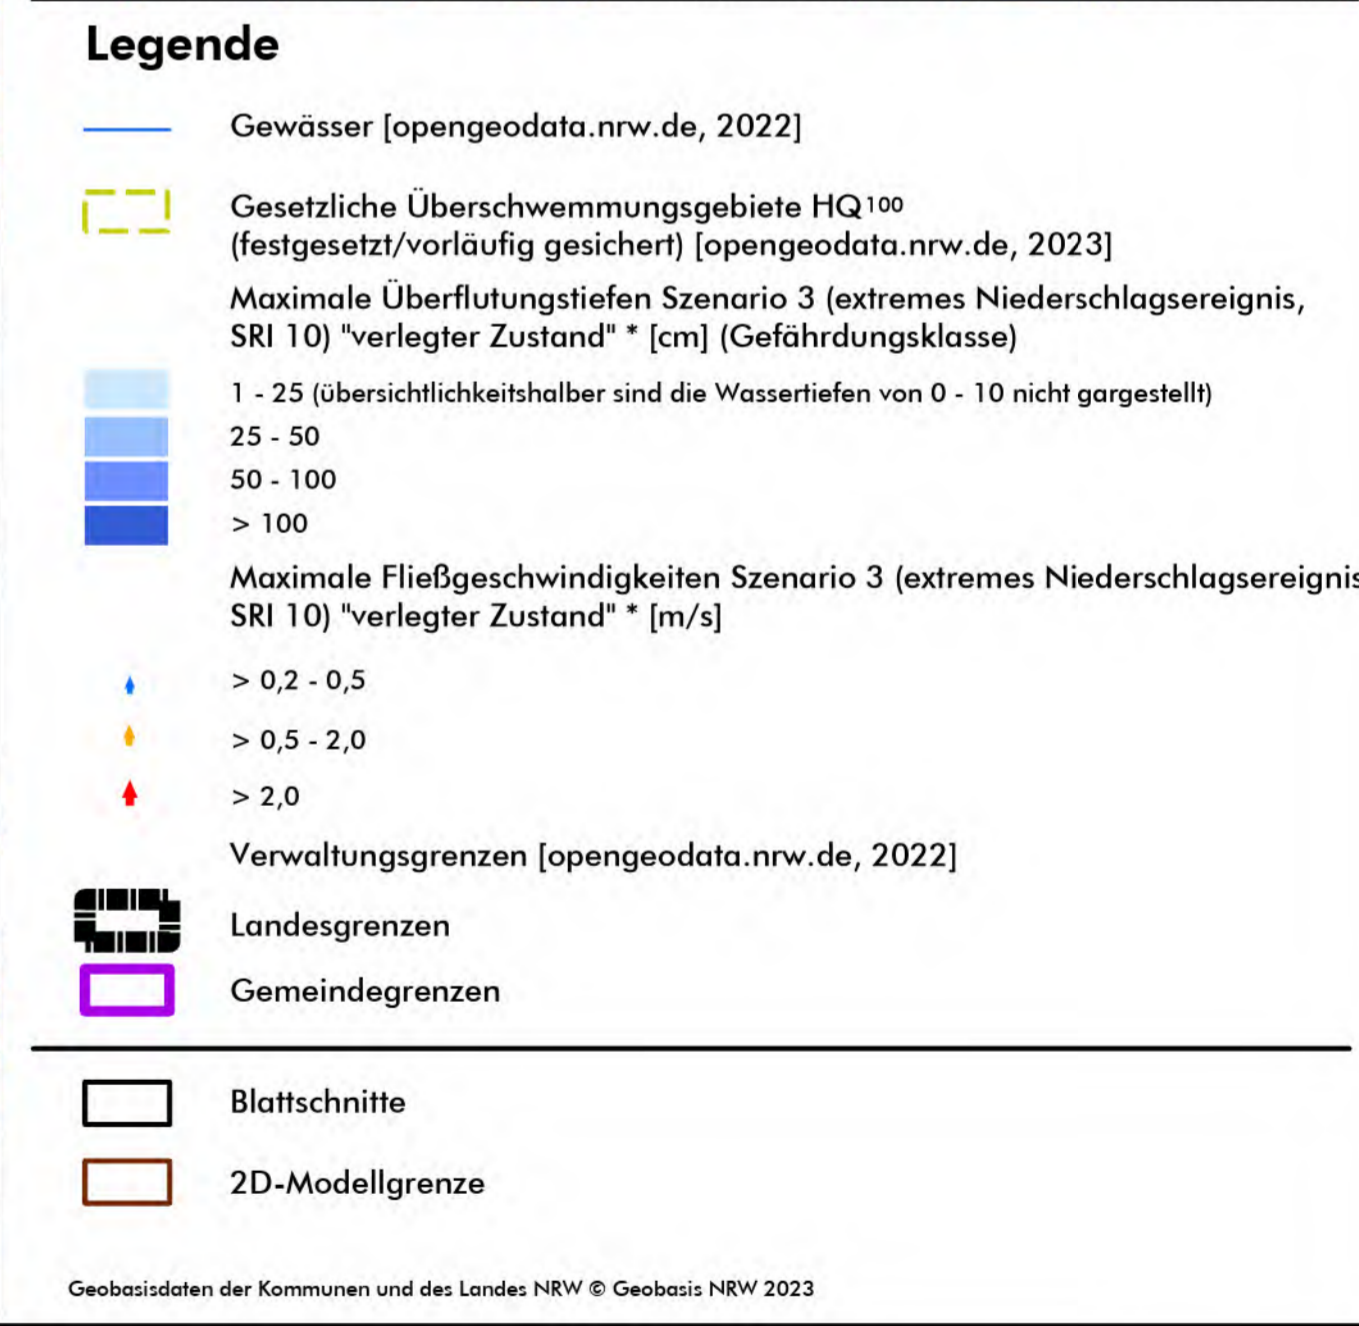 Legende
Gewässer [opengeodata.nrw.de, 2022]
Gesetzliche Überschwemmungsgebiete HQ100
(festgesetzt/vorläufig gesichert) [opengeodata.nrw.de, 2023]
Maximale Überflutungstiefen Szenario 3 (extremes Niederschlagsereignis,
SRI 10) "verlegter Zustand" * [cm] (Gefährdungsklasse)
1 - 25 (übersichtlichkeitshalber sind die Wassertiefen von 0 - 10 nicht gargestellt)
25 - 50
50 - 100
> 100
Maximale Fließgeschwindigkeiten Szenario 3 (extremes Niederschlagsereignis
SRI 10) "verlegter Zustand" * [m/s]
> 0,2 - 0,5
> 0,5 - 2,0
> 2,0
Verwaltungsgrenzen [opengeodata.nrw.de, 2022]
Landesgrenzen
Gemeindegrenzen
Blattschnitte
2D-Modellgrenze
Geobasisdaten der Kommunen und des Landes NRW © Geobasis NRW 2023